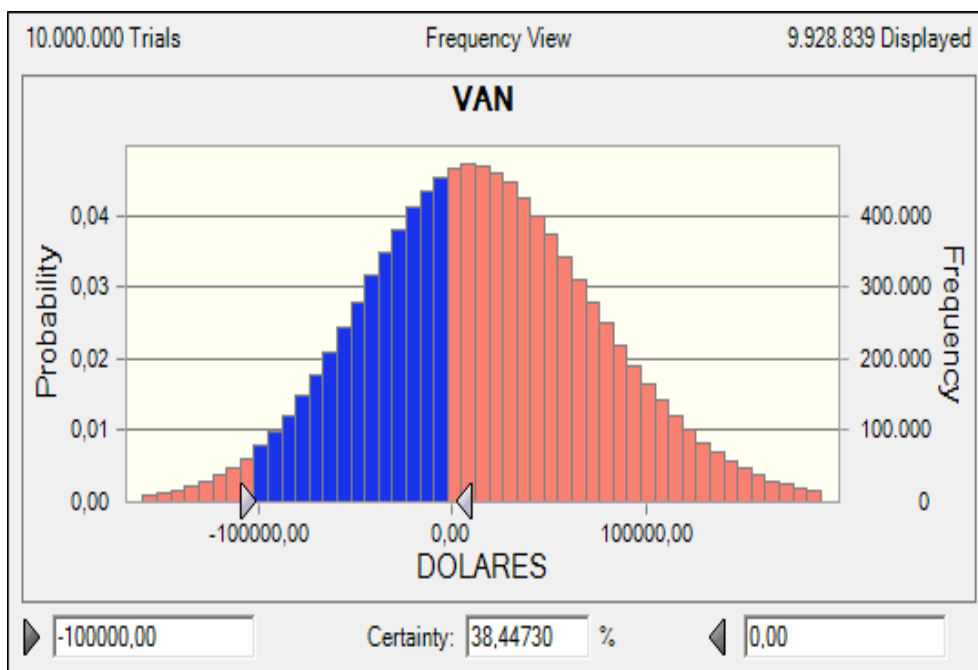 10.000.000 Trials Frequency View 9.928.839 Displayed
VAN
Probability
0,04
0,03
0,02
0,01
0,00
400.000
300.000
200.000
100.000
0
Frequency
-100000,00 0,00 100000,00
DOLARES
-100000,00 Certainty: 38,44730 % 0,00